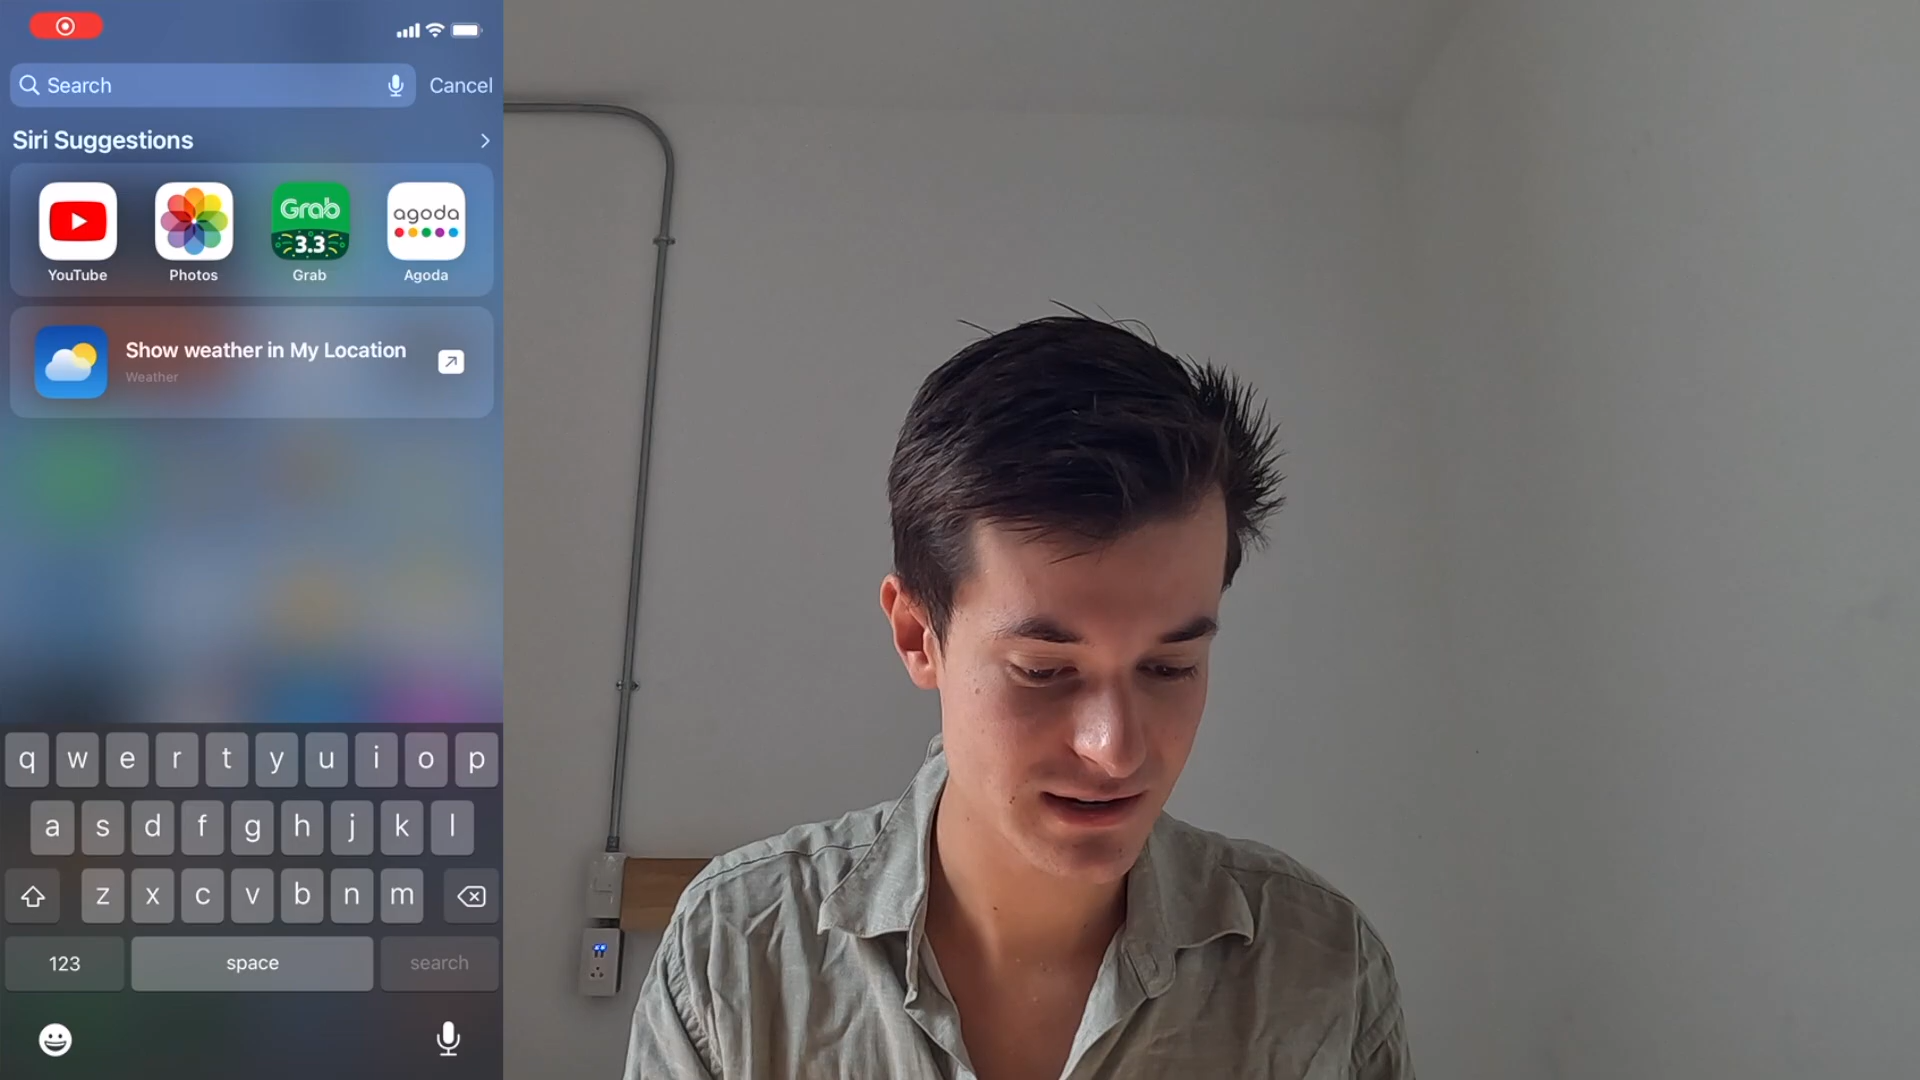 Search
Cancel
Siri Suggestions
Grab
3.3
agoda
YouTube
Photos
Grab
Agoda
Show weather in My Location
Weather
q w e r t y u i o p
a s d f g h j k l
z x c v b n m
123
space
search